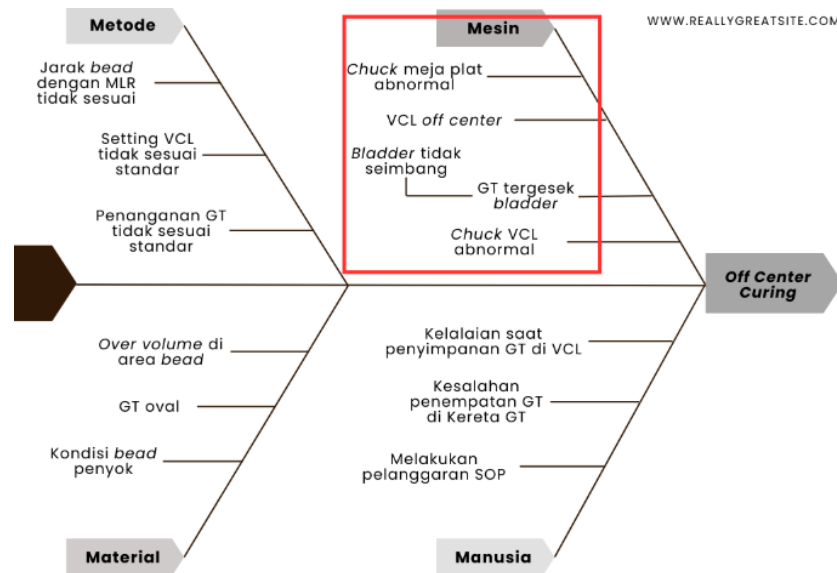 Metode
Mesin
WWW.REALLYGREATSITE.COM
Jarak bead
dengan MLR
tidak sesuai
Setting VCL
tidak sesuai
standar
Penanganan GT
tidak sesuai
standar
Chuck meja plat
abnormal
VCL off center
Bladder tidak
seimbang
GT tergesek
bladder
Chuck VCL
abnormal
Off Center
Curing
Over volume di
area bead
GT oval
Kondisi bead
penyok
Kelalaian saat
penyimpanan GT di VCL
Kesalahan
penempatan GT
di Kereta GT
Melakukan
pelanggaran SOP
Material
Manusia